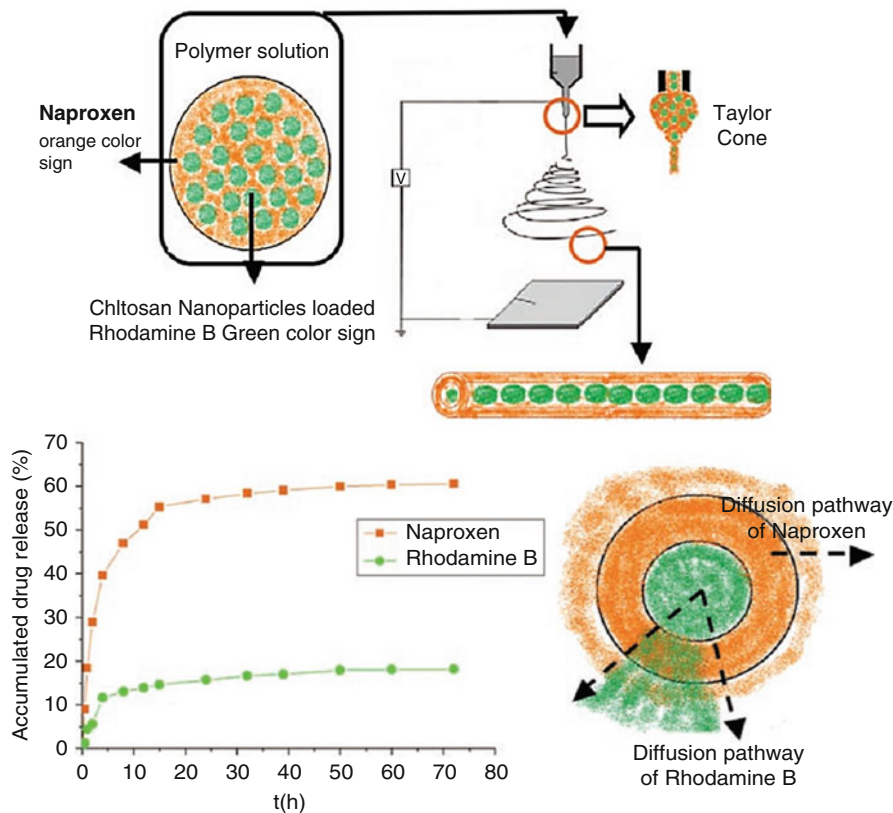 Polymer solution
Naproxen
orange color
sign
Chltosan Nanoparticles loaded
Rhodamine B Green color sign
V
Taylor
Cone
Accumulated drug release (%)
70
60
50
40
30
20
10
0
0 10 20 30 40 50 60 70 80
t(h)
Naproxen
Rhodamine B
Diffusion pathway
of Naproxen
Diffusion pathway
of Rhodamine B